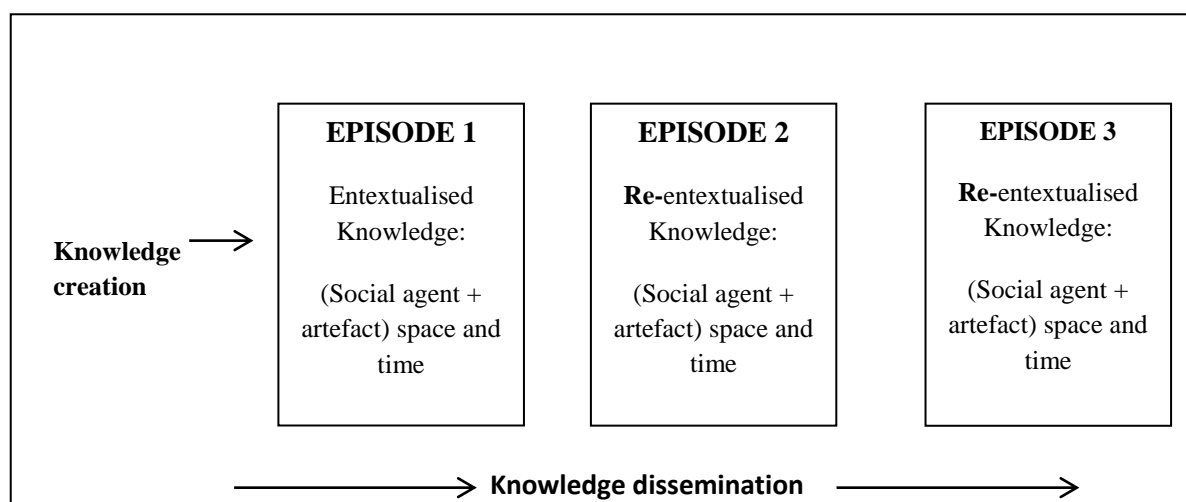 Knowledge
creation
EPISODE 1
Entextualised
Knowledge:
(Social agent +
artefact) space and
time
EPISODE 2
Re-entextualised
Knowledge:
(Social agent +
artefact) space and
time
EPISODE 3
Re-entextualised
Knowledge:
(Social agent +
artefact) space and
time
Knowledge dissemination